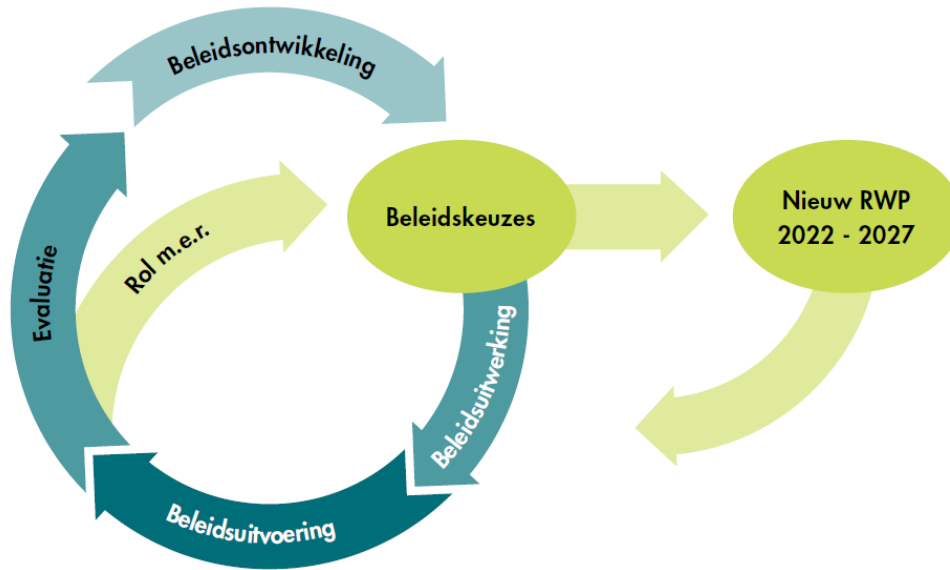 Beleidsontwikkeling
Rol m.e.r.
Evaluatie
Beleidskeuzes
Nieuw RWP
2022 - 2027
Beleidsuitwerking
Beleidsuitvoering